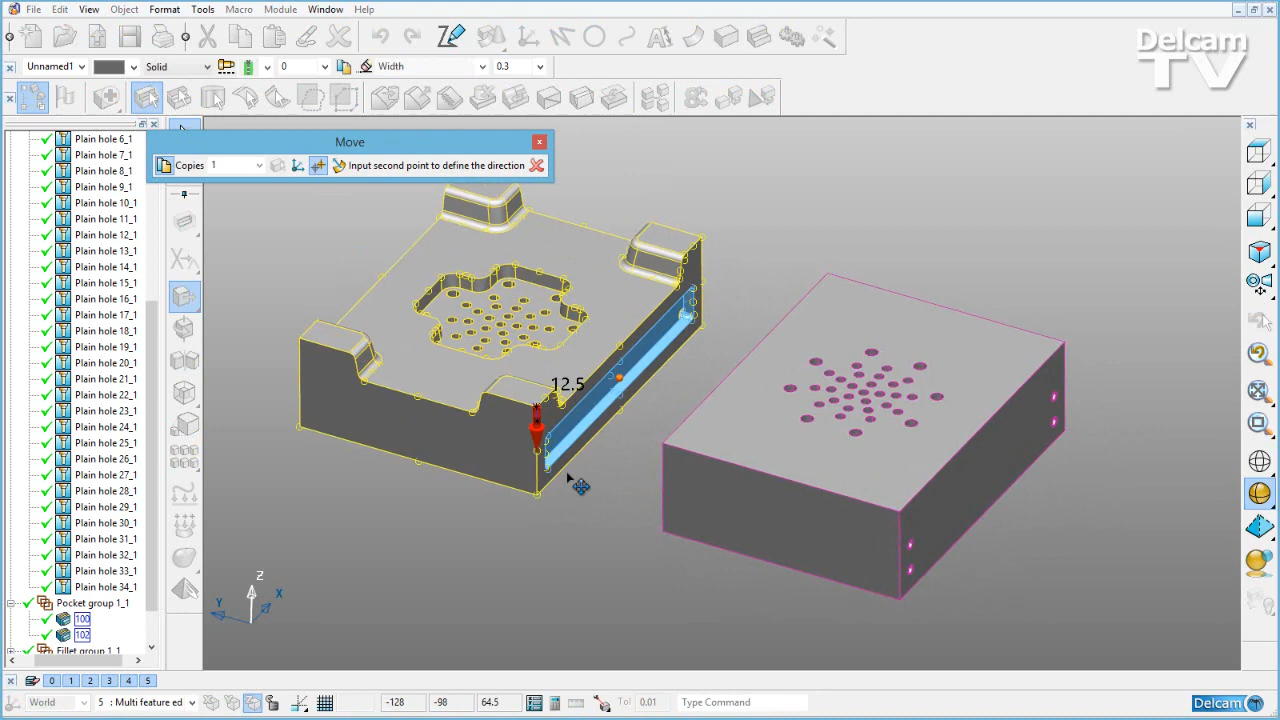 File Edit View Object Format Tools Macro Module Window Help
Delcam
TV
Unnamed1 Solid 0 Width 0.3
Move
Copies 1 Input second point to define the direction
Plain hole 6_1
Plain hole 7_1
Plain hole 8_1
Plain hole 9_1
Plain hole 10_1
Plain hole 11_1
Plain hole 12_1
Plain hole 13_1
Plain hole 14_1
Plain hole 15_1
Plain hole 16_1
Plain hole 17_1
Plain hole 18_1
Plain hole 19_1
Plain hole 20_1
Plain hole 21_1
Plain hole 22_1
Plain hole 23_1
Plain hole 24_1
Plain hole 25_1
Plain hole 26_1
Plain hole 27_1
Plain hole 28_1
Plain hole 29_1
Plain hole 30_1
Plain hole 31_1
Plain hole 32_1
Plain hole 33_1
Plain hole 34_1
Pocket group 1_1
100
102
Fillet group 1_1
12.5
Z
X
Y
0 1 2 3 4 5
World 5 : Multi feature ed -128 -98 64.5 Tol 0.01 Type Command Delcam